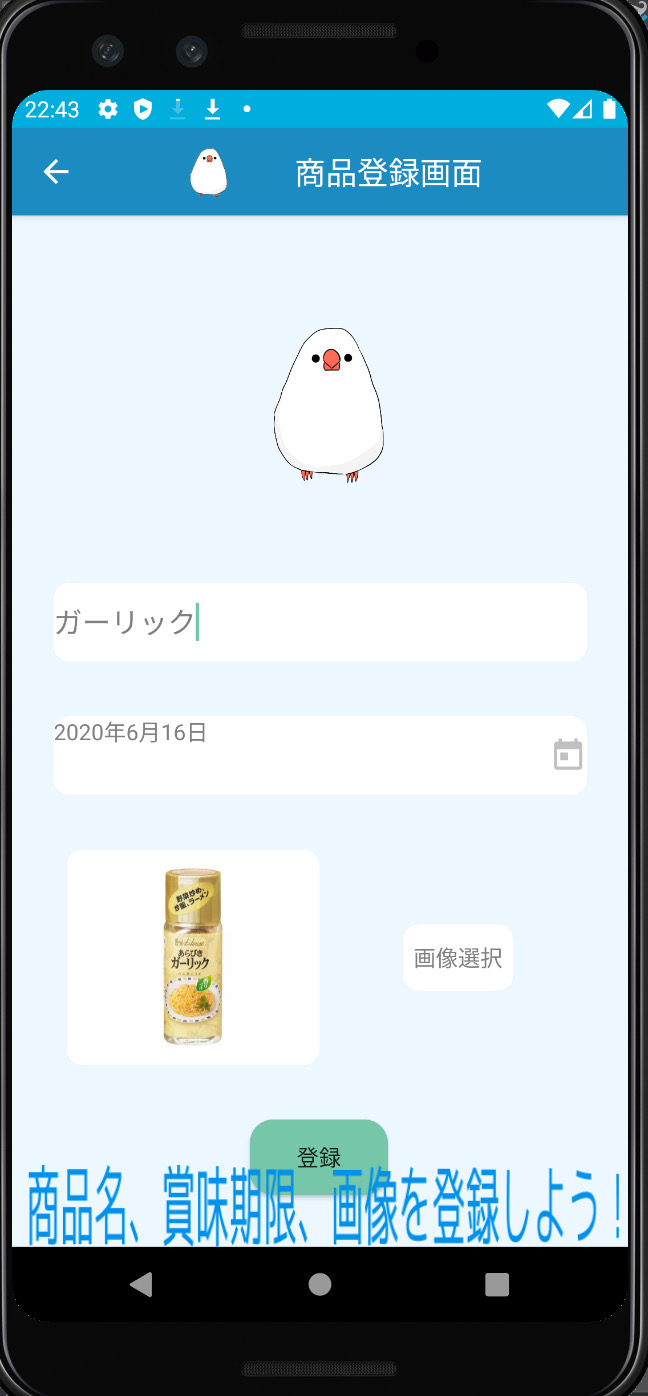 22:43
商品登録画面
ガーリック
2020年6月16日
野菜炒め、
炒飯、ラーメン
House
あらびき
ガーリック
画像選択
登録
商品名、賞味期限、画像を登録しよう!